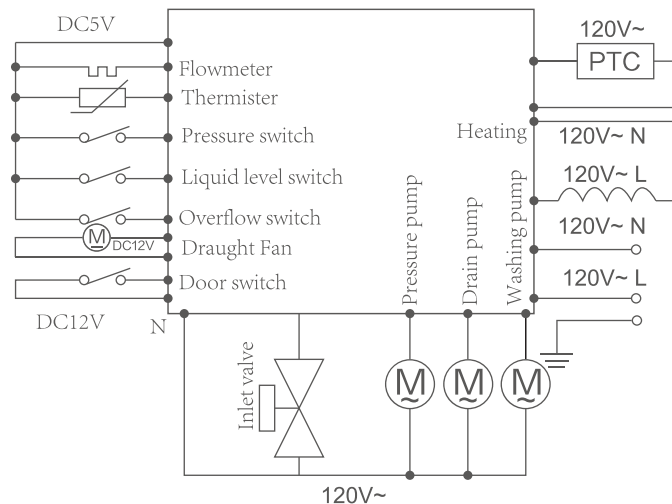 DC5V
120V~
PTC
Flowmeter
Thermister
Pressure switch
Heating
120V~ N
Liquid level switch
120V~ L
Overflow switch
M
DC12V
120V~ N
Draught Fan
Door switch
120V~ L
DC12V
N
Pressure pump
Drain pump
Washing pump
Inlet valve
M
~
M
~
M
~
120V~